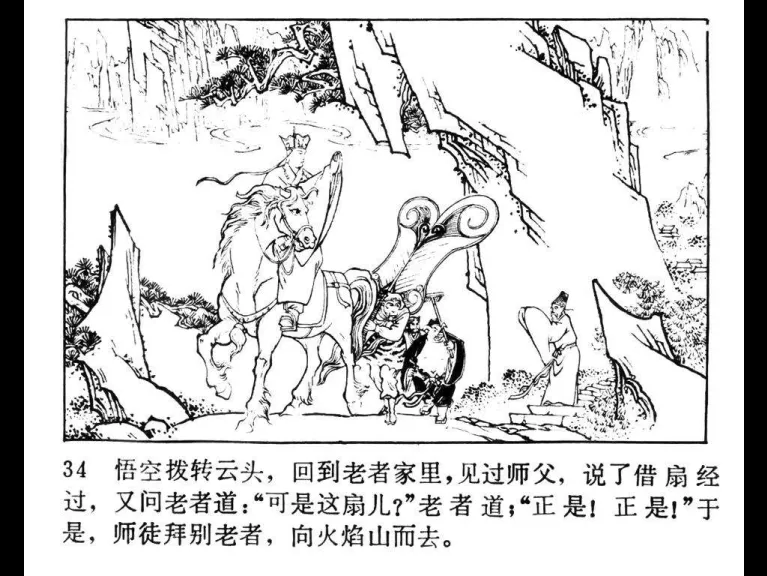 34 悟空拨转云头，回到老者家里，见过师父，说了借扇经
过，又问老者道：“可是这扇儿？”老者道；“正是！正是！”于
是，师徒拜别老者，向火焰山而去。